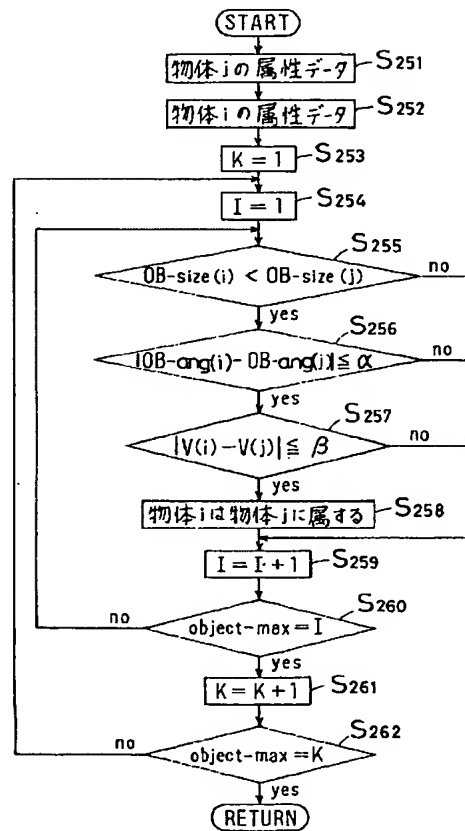 START
物体jの属性データ S251
物体iの属性データ S252
K=1 S253
I=1 S254
S255
OB-size(i) < OB-size(j) no
yes
S256
|OB-ang(i)-OB-ang(j)|≦α no
yes
S257
|V(i)-V(j)|≦ β no
yes
物体iは物体jに属する S258
I=I+1 S259
S260
no object-max=I
yes
K=K+1 S261
S262
no object-max=K
yes
RETURN